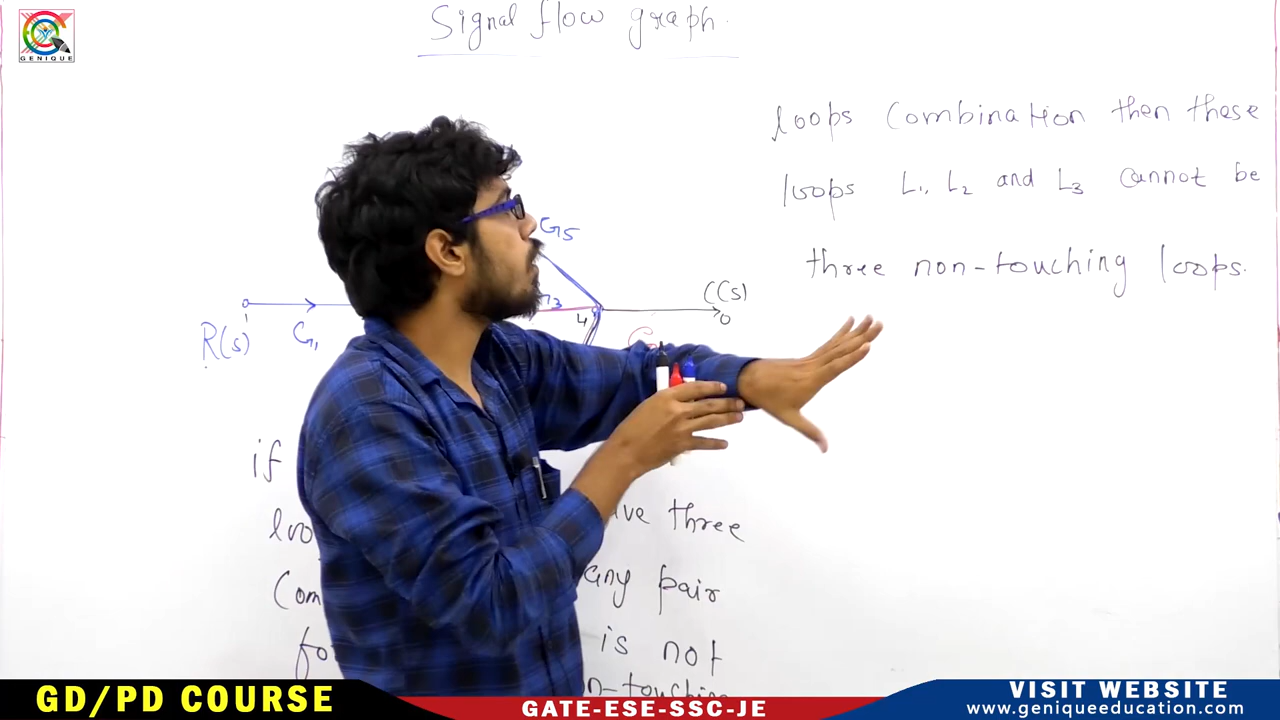 GENIQUE
Signal flow graph
loops combination then these
loops L1, L2 and L3 cannot be
three non-touching loops.
G5
C(s)
4
R(s)
G1
if
three
any pair
is not
GD/PD COURSE
GATE-ESE-SSC-JE
VISIT WEBSITE
www.geniqueeducation.com